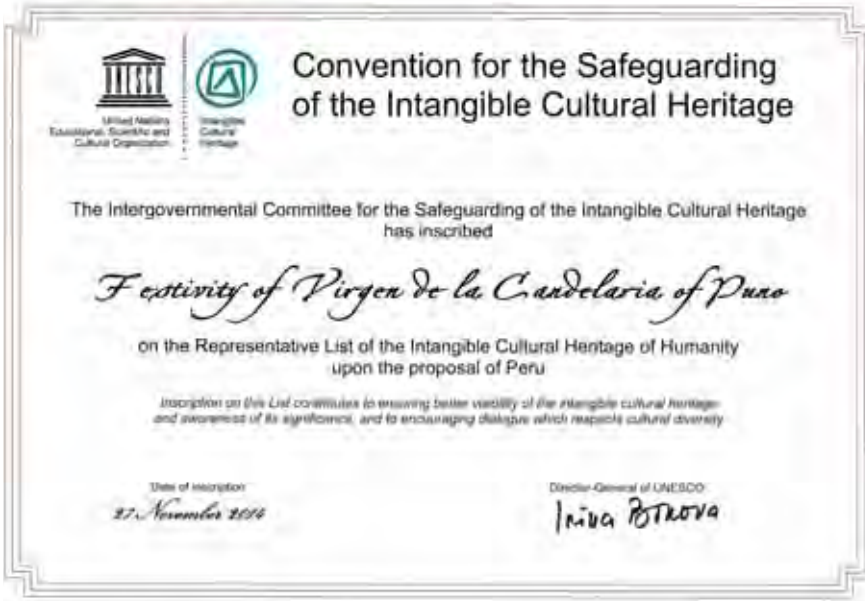 UNESCO
United Nations
Educational, Scientific and
Cultural Organization
Intangible
Cultural
Heritage
Convention for the Safeguarding
of the Intangible Cultural Heritage
The Intergovernmental Committee for the Safeguarding of the Intangible Cultural Heritage
has inscribed
Festivity of Virgen de la Candelaria of Puno
on the Representative List of the Intangible Cultural Heritage of Humanity
upon the proposal of Peru
Inscription on this List contributes to ensuring better visibility of the intangible cultural heritage
and awareness of its significance, and to encouraging dialogue which respects cultural diversity
Date of inscription
27 November 2014
Director-General of UNESCO
Irina Bokova